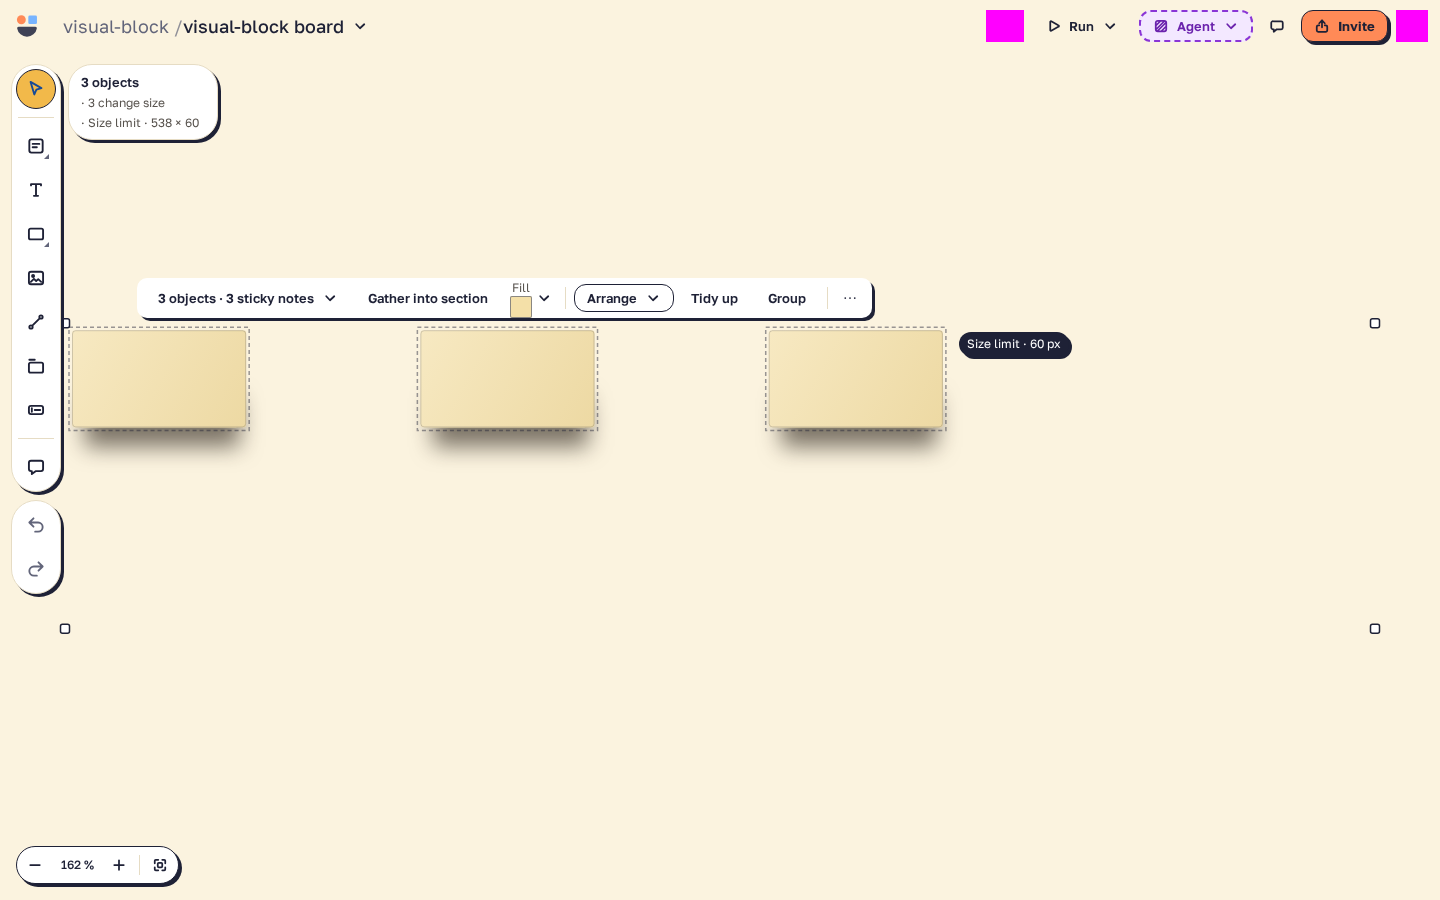 visual-block / visual-block board
Run
Agent
Invite
3 objects
· 3 change size
· Size limit · 538 × 60
3 objects · 3 sticky notes
Gather into section
Fill
Arrange
Tidy up
Group
Size limit · 60 px
162 %